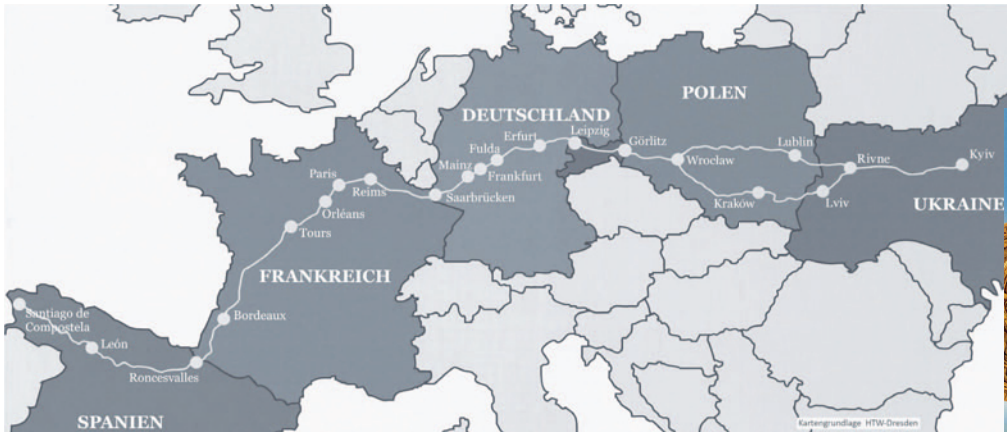 DEUTSCHLAND
POLEN
Erfurt
Leipzig
Görlitz
Fulda
Mainz
Frankfurt
Wrocław
Lublin
Rivne
Kyiv
Paris
Reims
Saarbrücken
Kraków
Lviv
UKRAINE
Orléans
Tours
FRANKREICH
Santiago de
Compostela
Bordeaux
León
Roncesvalles
SPANIEN
Kartengrundlage HTW-Dresden